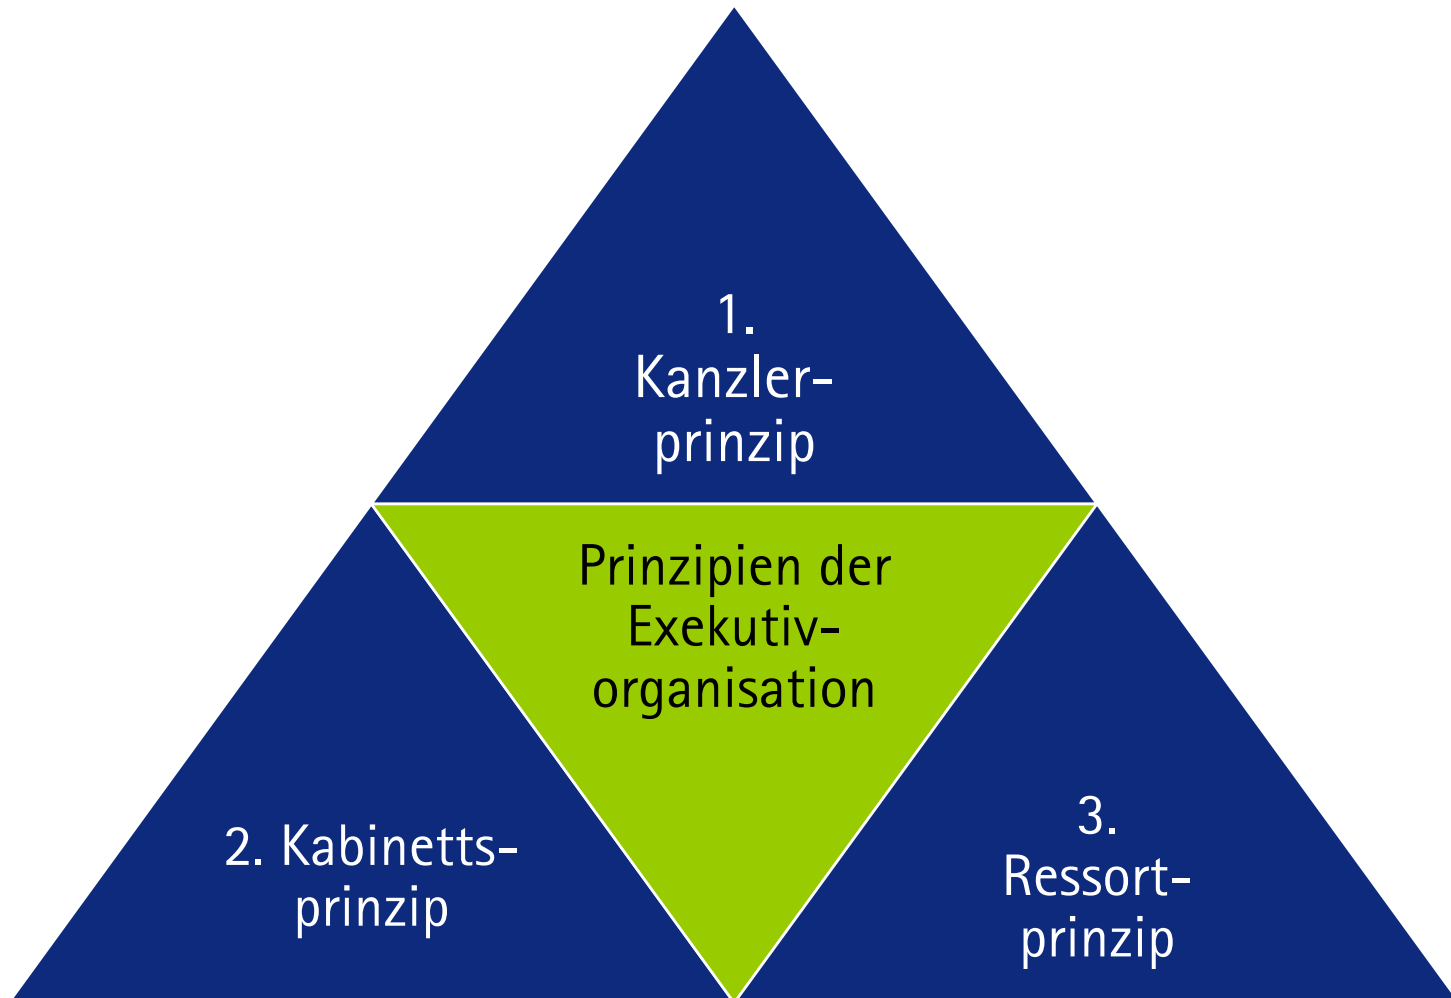 1.
Kanzler-
prinzip
Prinzipien der
Exekutiv-
organisation
2. Kabinetts-
prinzip
3.
Ressort-
prinzip